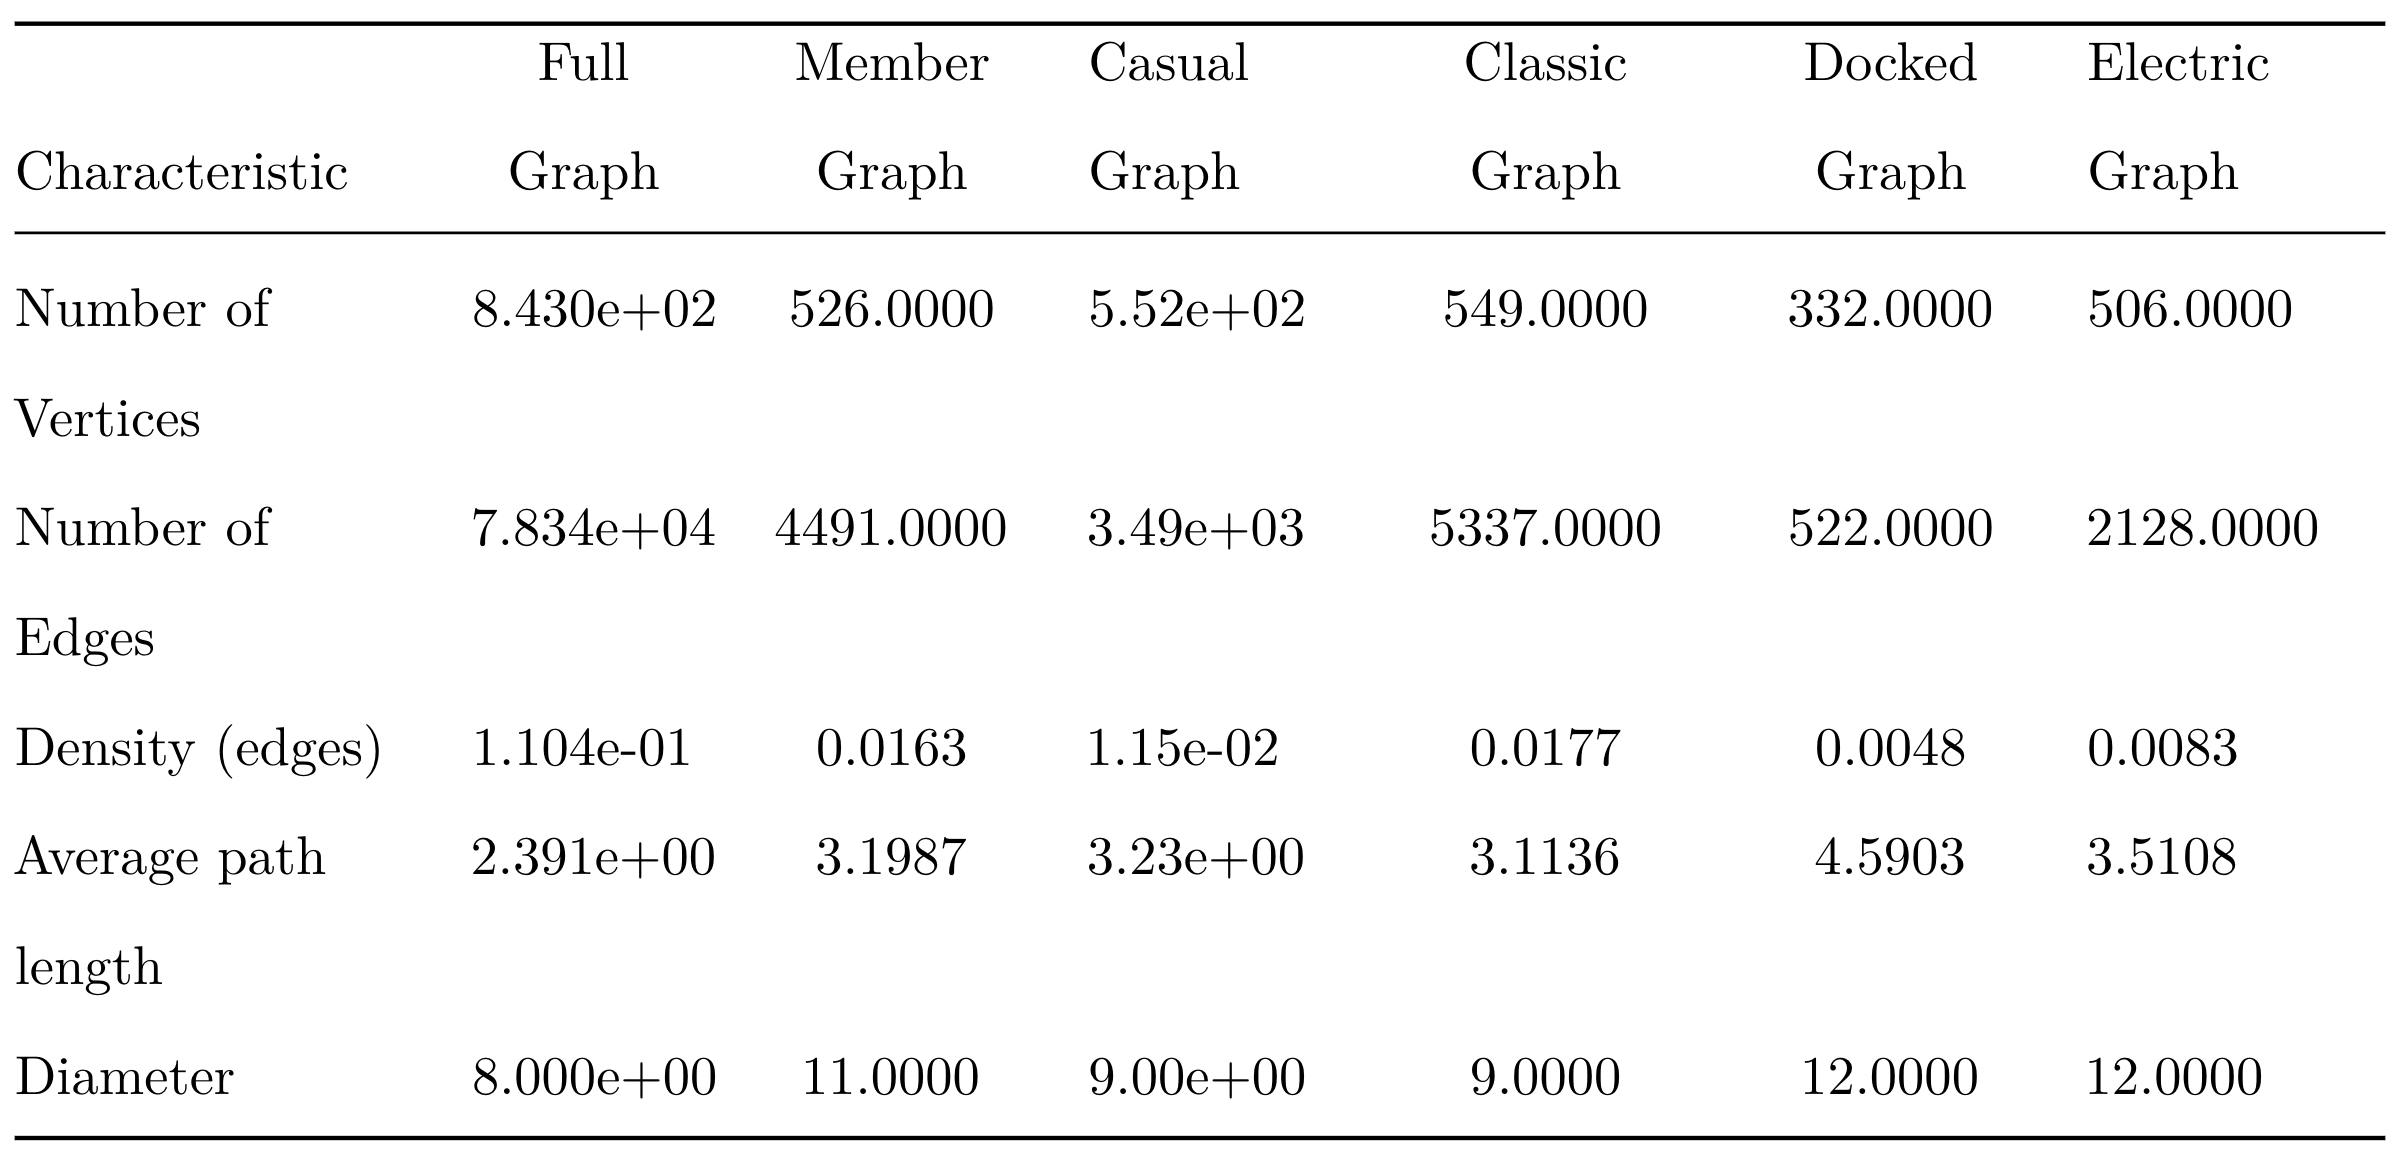 Full Member Casual Classic Docked Electric
Characteristic Graph Graph Graph Graph Graph Graph
Number of 8.430e+02 526.0000 5.52e+02 549.0000 332.0000 506.0000
Vertices
Number of 7.834e+04 4491.0000 3.49e+03 5337.0000 522.0000 2128.0000
Edges
Density (edges) 1.104e-01 0.0163 1.15e-02 0.0177 0.0048 0.0083
Average path 2.391e+00 3.1987 3.23e+00 3.1136 4.5903 3.5108
length
Diameter 8.000e+00 11.0000 9.00e+00 9.0000 12.0000 12.0000